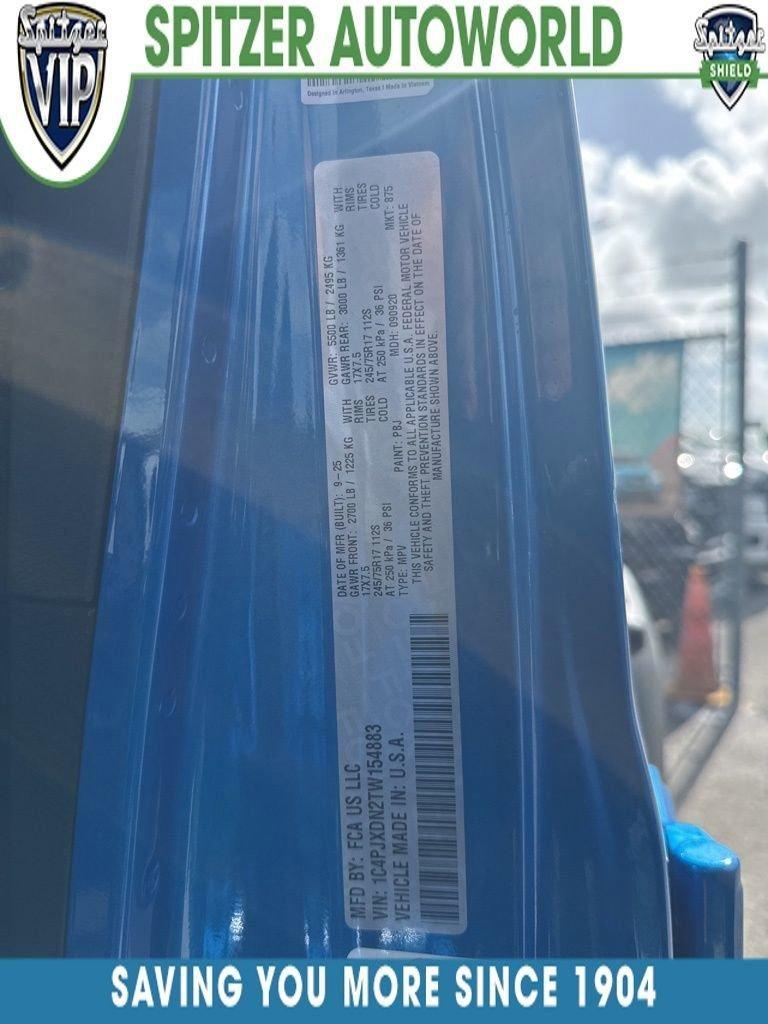 Spitzer
VIP
SPITZER AUTOWORLD
Spitzer
SHIELD
Designed in Arlington, Texas | Made in Vietnam
MFD BY: FCA US LLC
DATE OF MFR (BUILT): 9-25
GVWR: 5500 LB / 2495 KG
GAWR FRONT: 2700 LB / 1225 KG WITH
GAWR REAR: 3000 LB / 1361 KG WITH
17X7.5 RIMS
17X7.5 RIMS
245/75R17 112S TIRES
245/75R17 112S TIRES
AT 250 kPa / 36 PSI COLD
AT 250 kPa / 36 PSI COLD
VIN: 1C4PJXDN2TW154883
TYPE: MPV
PAINT: PBJ
MDH: 090920
MKT: 875
VEHICLE MADE IN: U.S.A.
THIS VEHICLE CONFORMS TO ALL APPLICABLE U.S.A. FEDERAL MOTOR VEHICLE
SAFETY AND THEFT PREVENTION STANDARDS IN EFFECT ON THE DATE OF
MANUFACTURE SHOWN ABOVE.
SAVING YOU MORE SINCE 1904